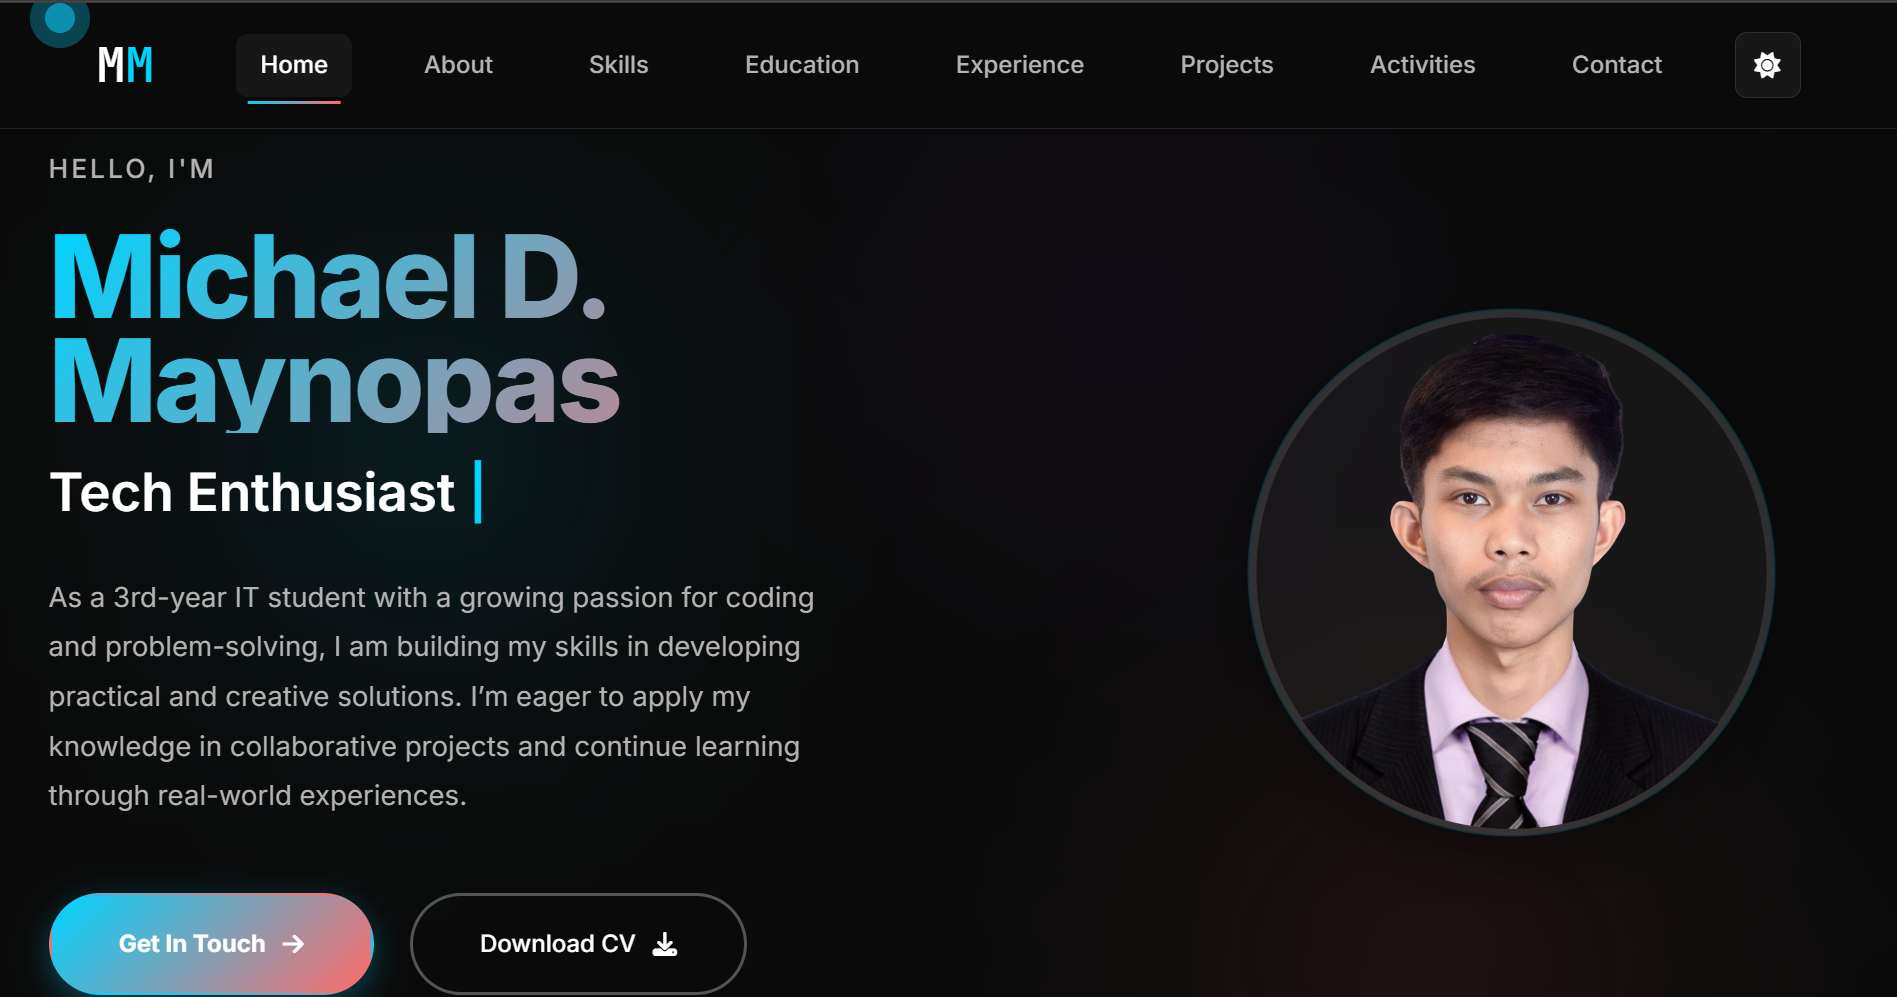 MM
Home About Skills Education Experience Projects Activities Contact
HELLO, I'M
Michael D.
Maynopas
Tech Enthusiast |
As a 3rd-year IT student with a growing passion for coding
and problem-solving, I am building my skills in developing
practical and creative solutions. I’m eager to apply my
knowledge in collaborative projects and continue learning
through real-world experiences.
Get In Touch →
Download CV